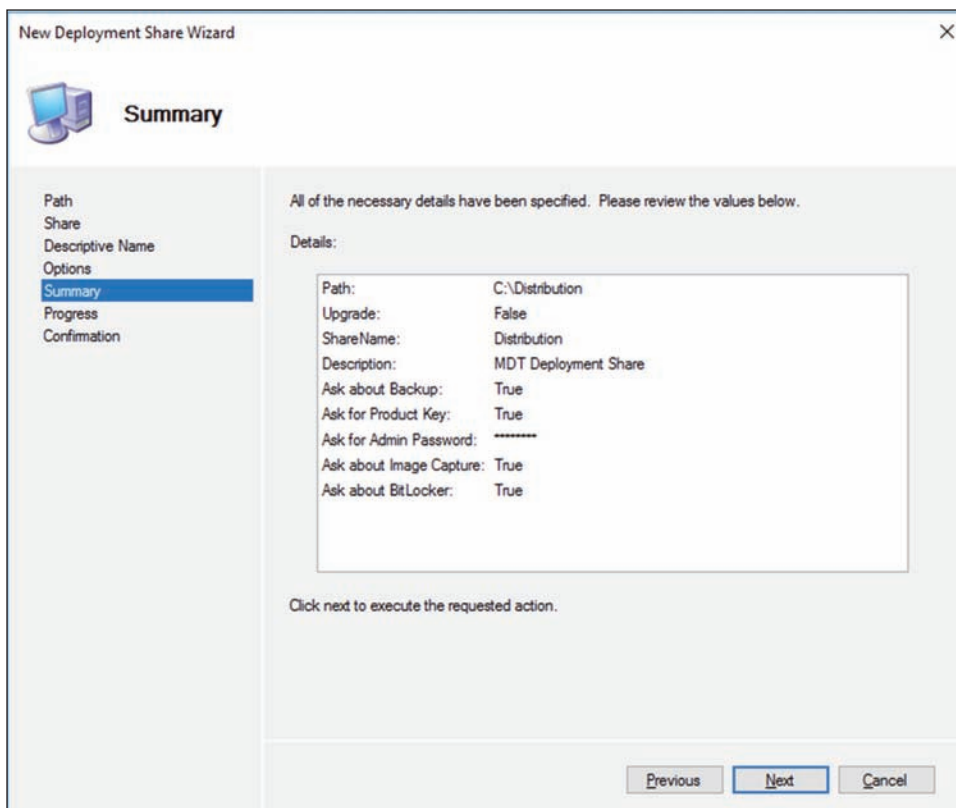 New Deployment Share Wizard
Summary
Path
Share
Descriptive Name
Options
Summary
Progress
Confirmation
All of the necessary details have been specified. Please review the values below.
Details:
Path: C:\Distribution
Upgrade: False
ShareName: Distribution
Description: MDT Deployment Share
Ask about Backup: True
Ask for Product Key: True
Ask for Admin Password: ********
Ask about Image Capture: True
Ask about BitLocker: True
Click next to execute the requested action.
Previous Next Cancel